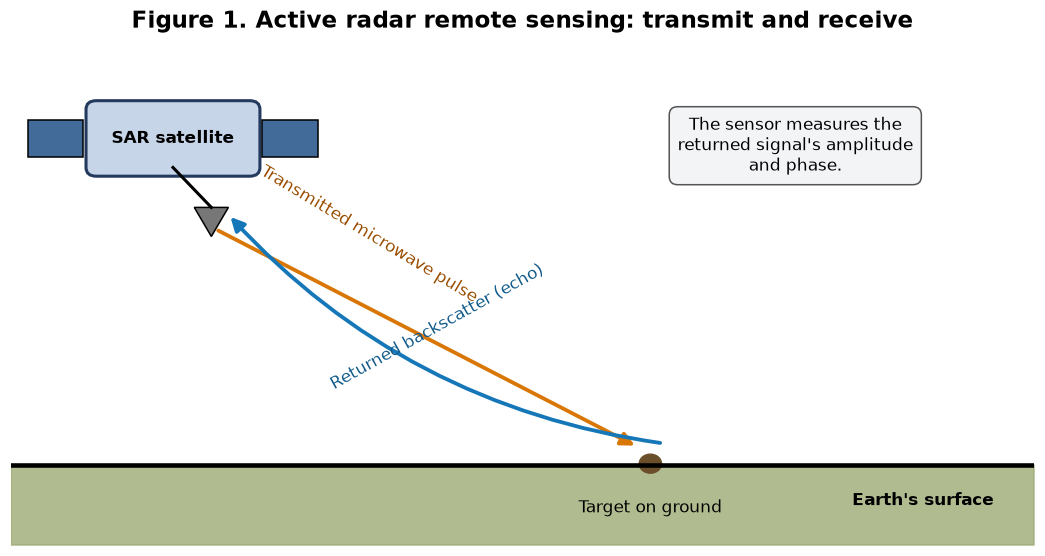 Figure 1. Active radar remote sensing: transmit and receive
SAR satellite
The sensor measures the
returned signal's amplitude
and phase.
Transmitted microwave pulse
Returned backscatter (echo)
Target on ground
Earth's surface